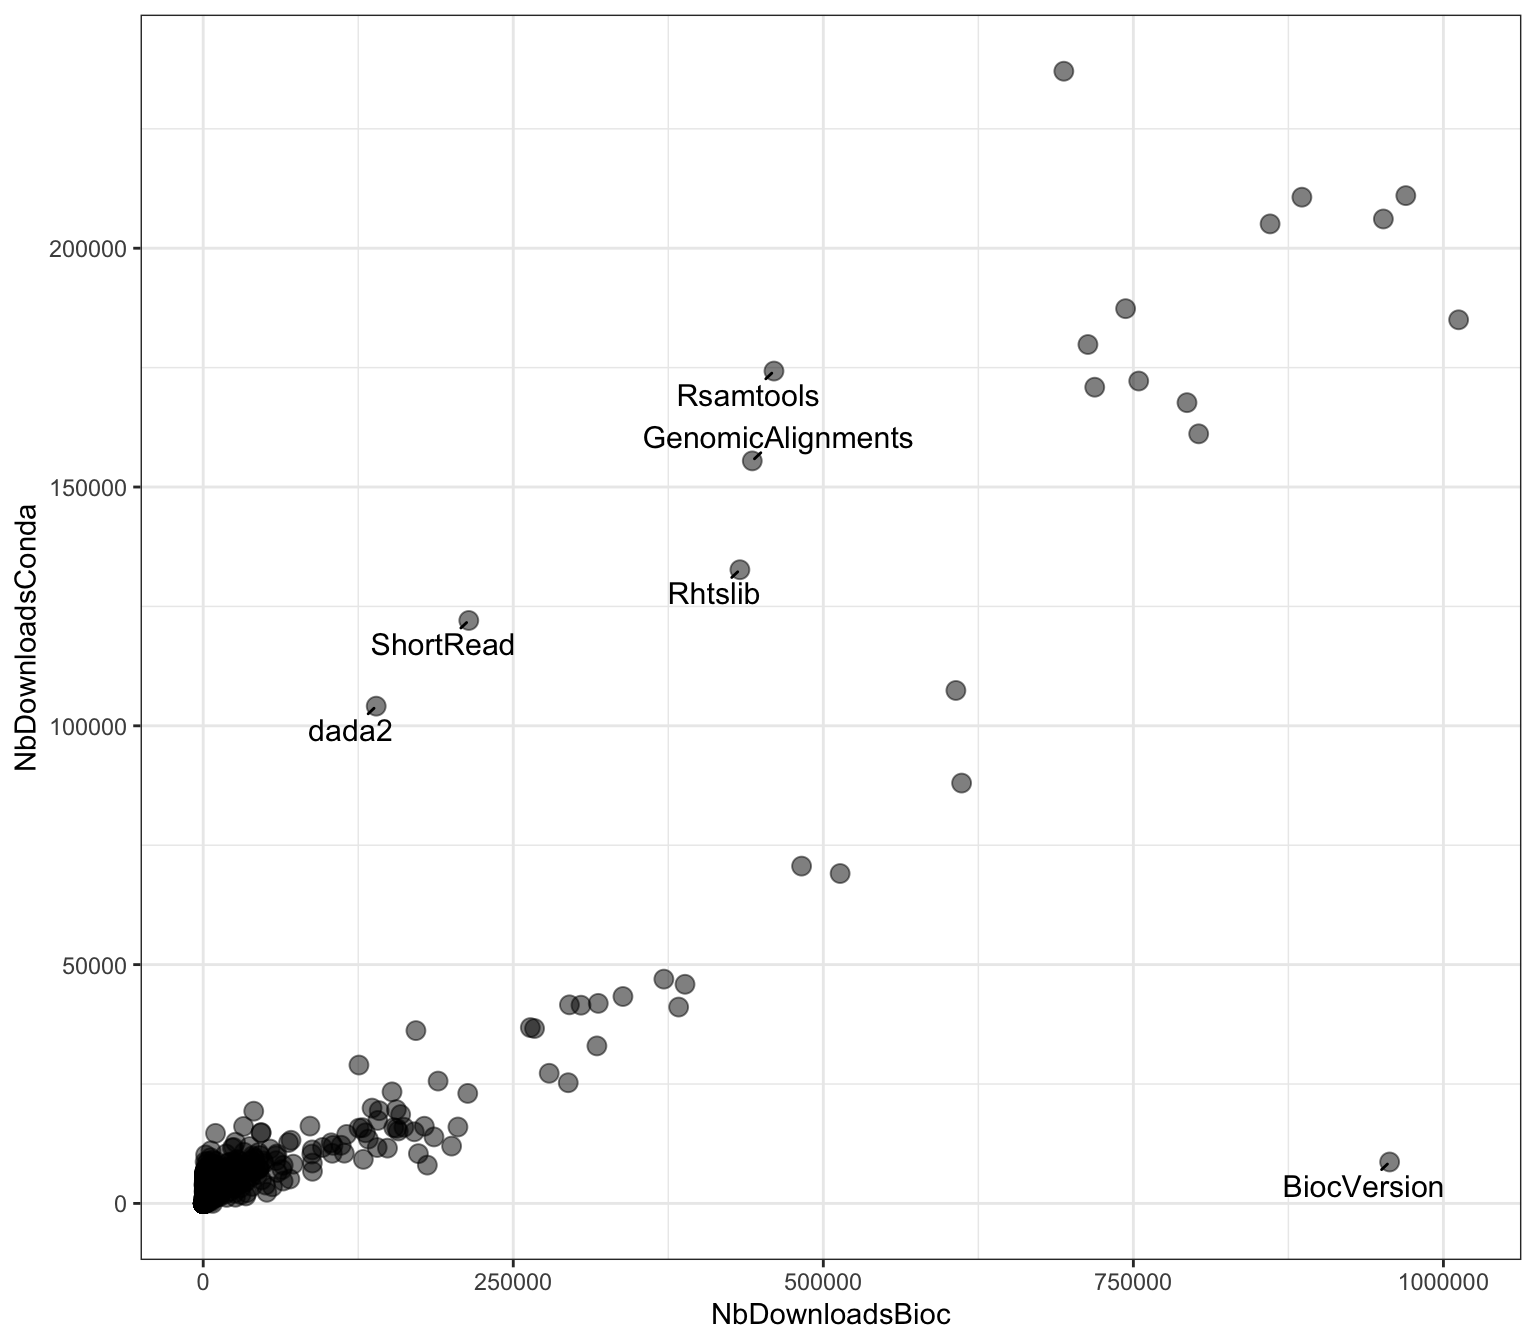 NbDownloadsConda
200000
150000
100000
50000
0
Rsamtools
GenomicAlignments
Rhtslib
ShortRead
dada2
BiocVersion
0
250000
500000
750000
1000000
NbDownloadsBioc